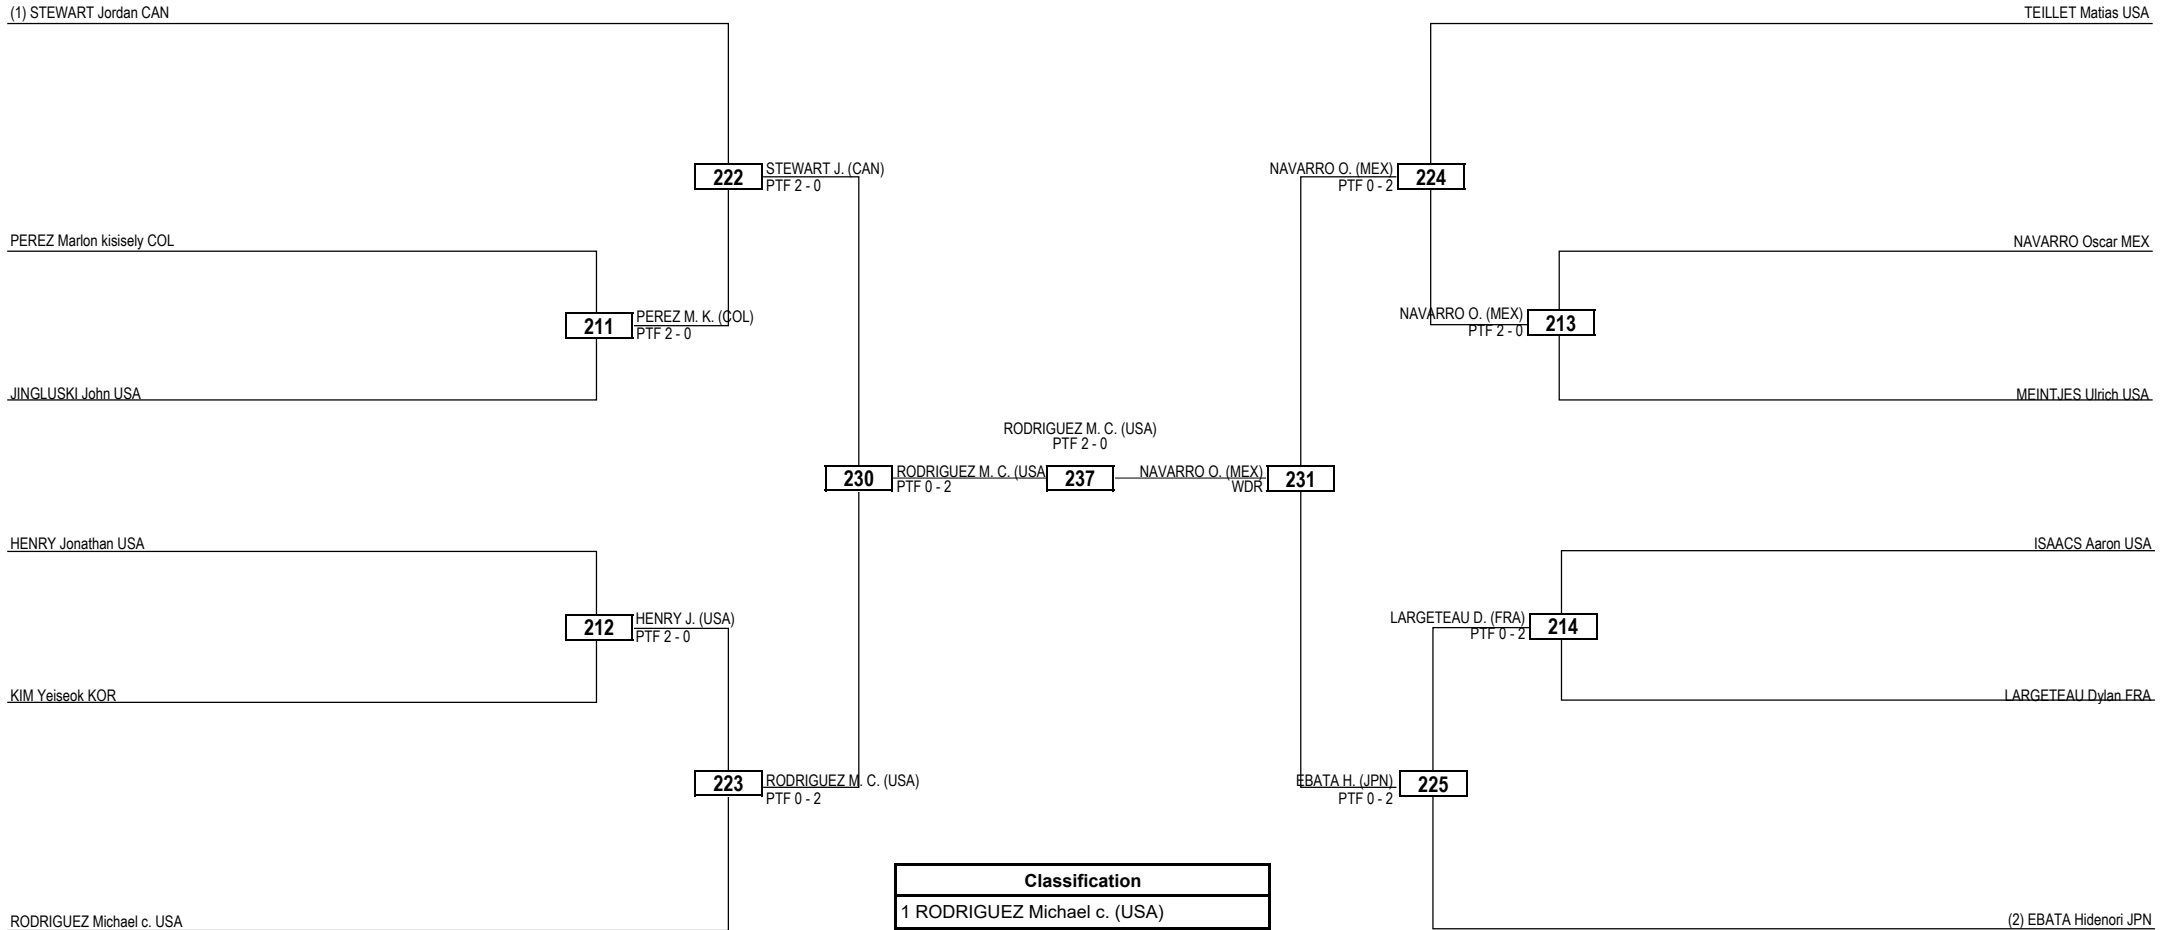 (1) STEWART Jordan CAN
TEILLET Matias USA
222
STEWART J. (CAN)
PTF 2 - 0
NAVARRO O. (MEX)
PTF 0 - 2
224
PEREZ Marlon kisisely COL
NAVARRO Oscar MEX
211
PEREZ M. K. (COL)
PTF 2 - 0
NAVARRO O. (MEX)
PTF 2 - 0
213
JINGLUSKI John USA
MEINTJES Ulrich USA
RODRIGUEZ M. C. (USA)
PTF 2 - 0
230
RODRIGUEZ M. C. (USA
PTF 0 - 2
237
NAVARRO O. (MEX)
WDR
231
HENRY Jonathan USA
ISAACS Aaron USA
212
HENRY J. (USA)
PTF 2 - 0
LARGETEAU D. (FRA)
PTF 0 - 2
214
KIM Yeiseok KOR
LARGETEAU Dylan FRA
223
RODRIGUEZ M. C. (USA)
PTF 0 - 2
EBATA H. (JPN)
PTF 0 - 2
225
Classification
1 RODRIGUEZ Michael c. (USA)
RODRIGUEZ Michael c. USA
(2) EBATA Hidenori JPN